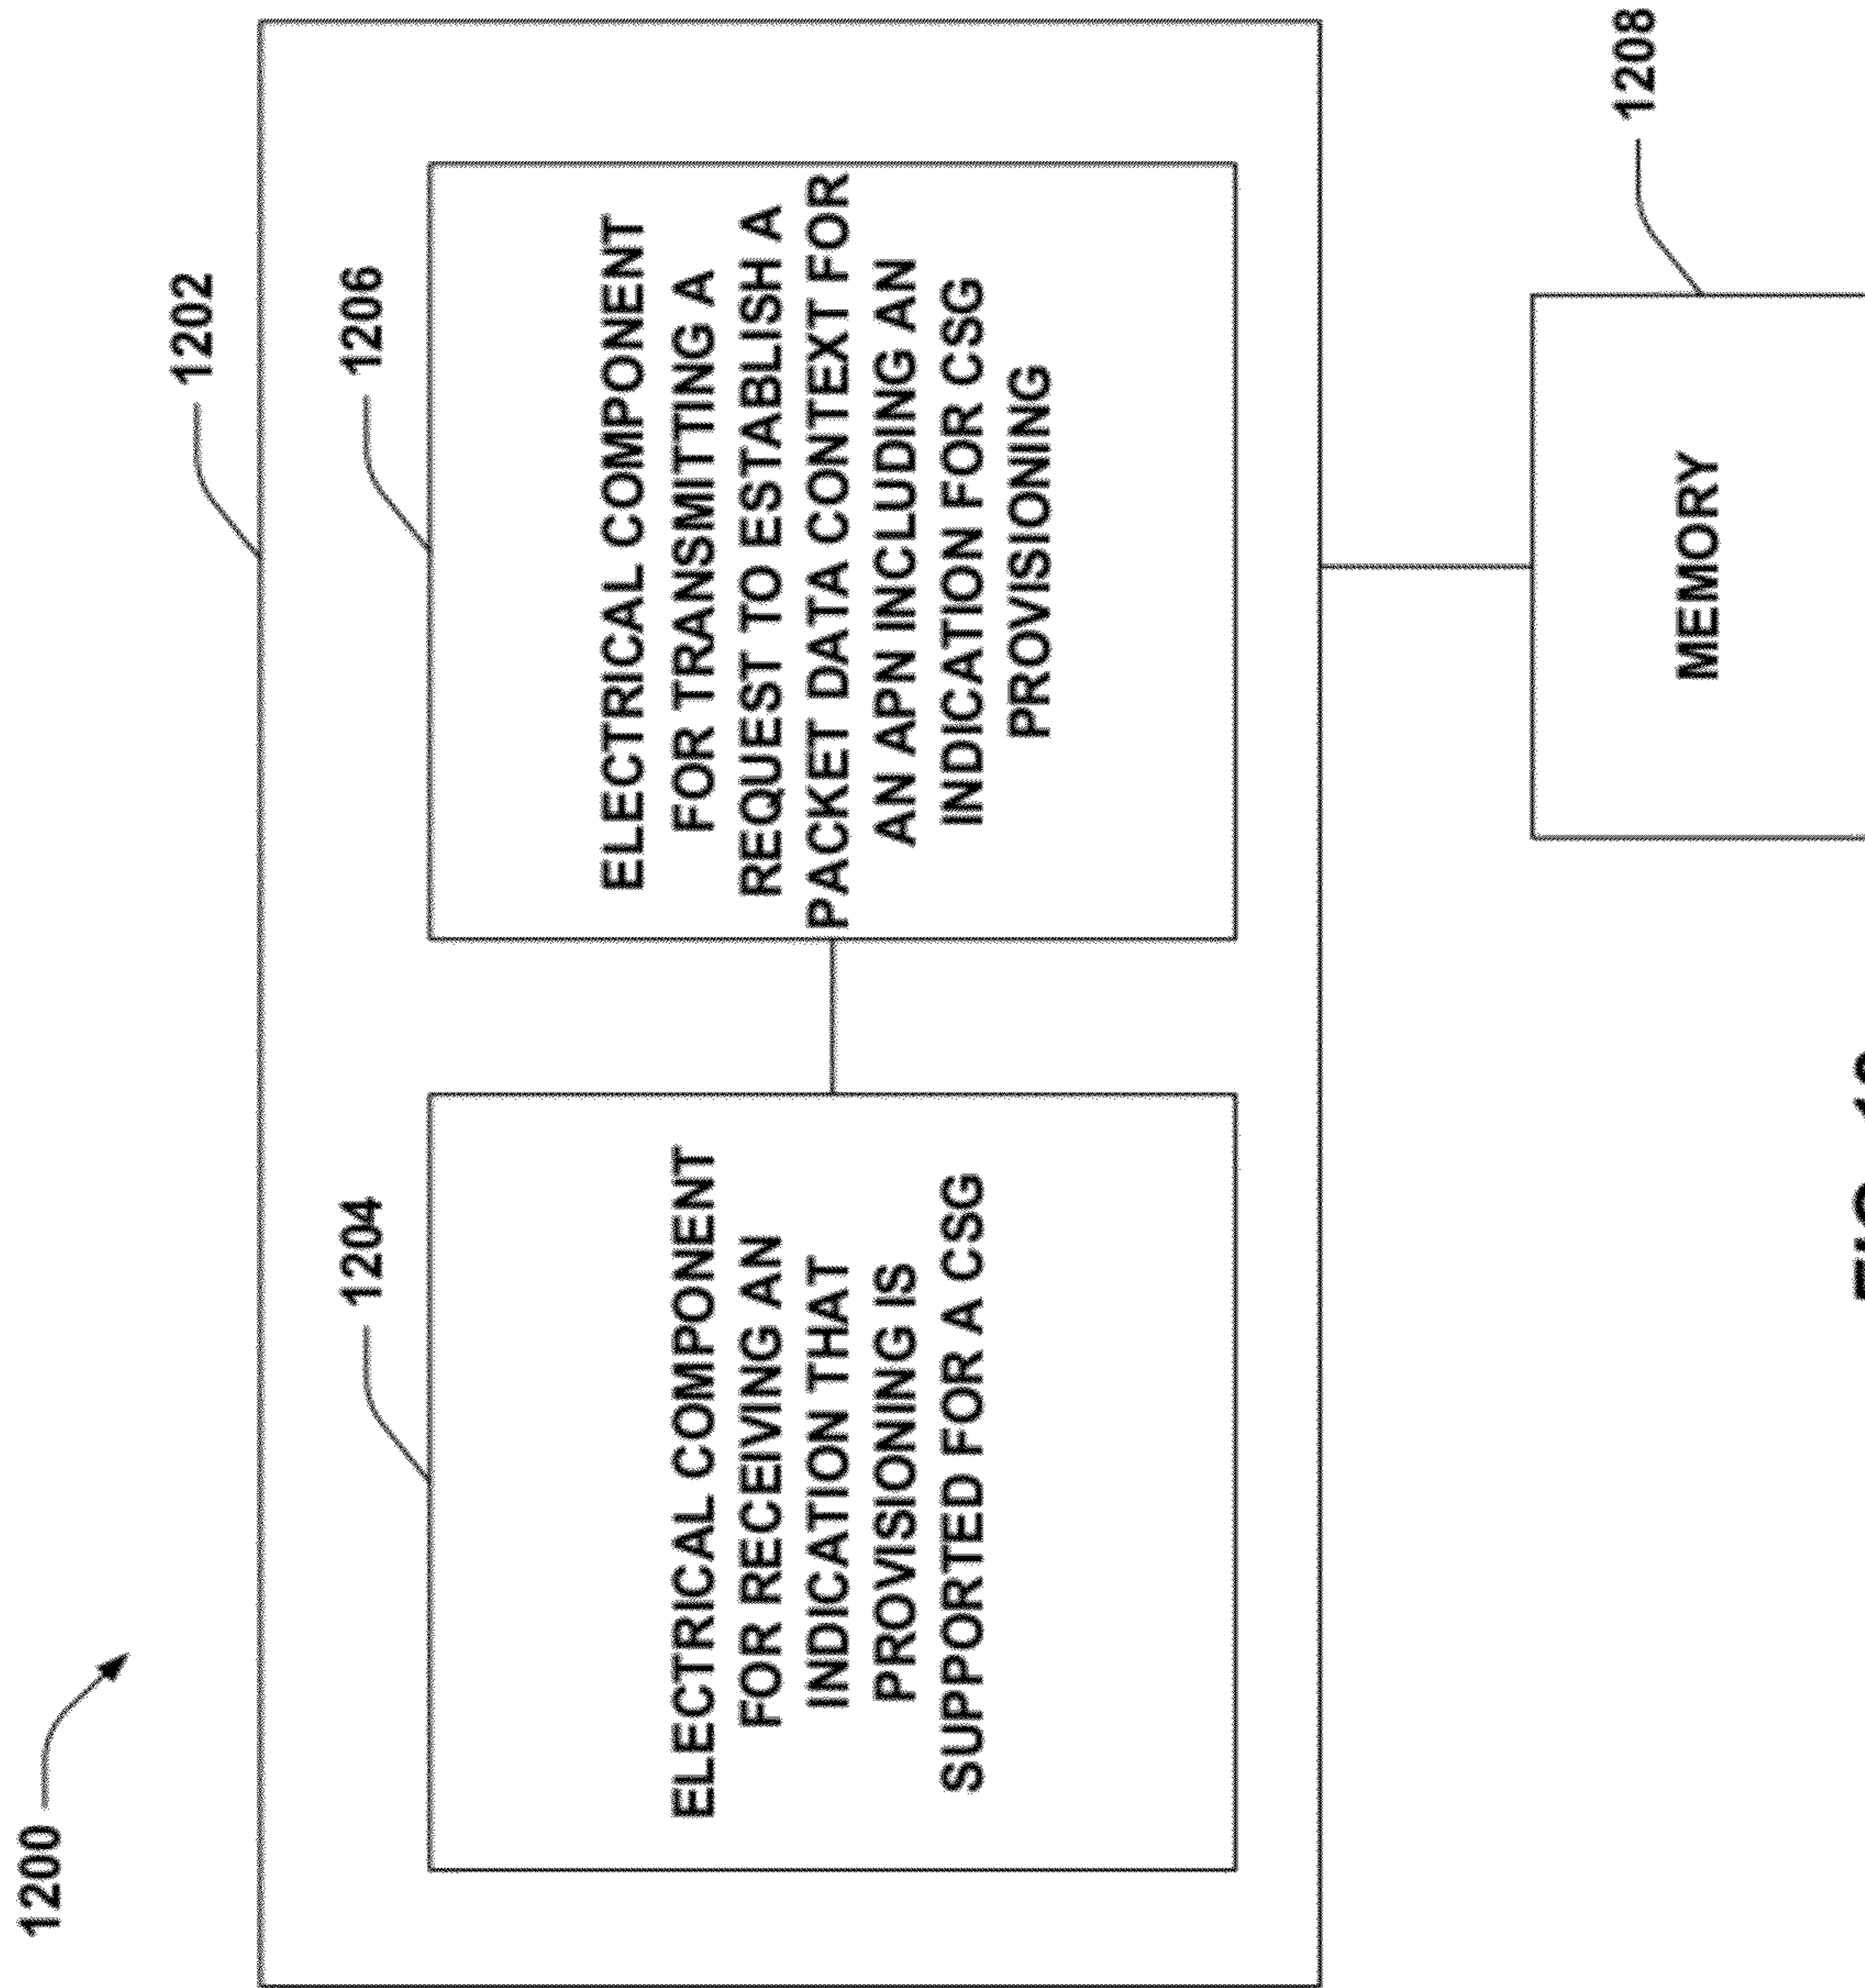 1200
1202
1204
ELECTRICAL COMPONENT
FOR RECEIVING AN
INDICATION THAT
PROVISIONING IS
SUPPORTED FOR A CSG
1206
ELECTRICAL COMPONENT
FOR TRANSMITTING A
REQUEST TO ESTABLISH A
PACKET DATA CONTEXT FOR
AN APN INCLUDING AN
INDICATION FOR CSG
PROVISIONING
1208
MEMORY